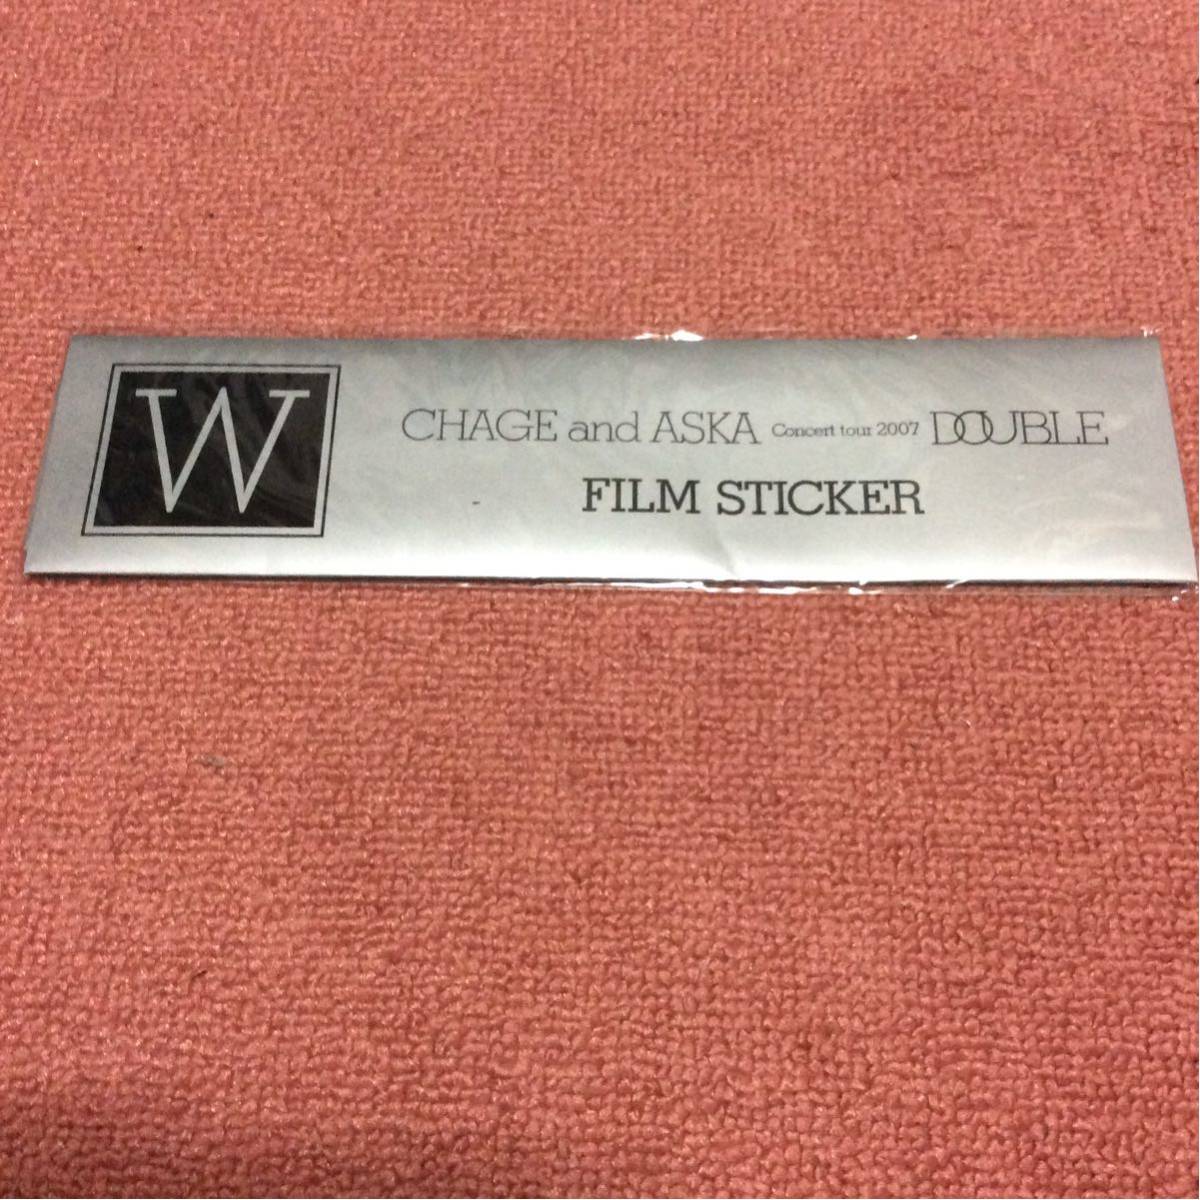 W
CHAGE and ASKA Concert tour 2007 DOUBLE
FILM STICKER